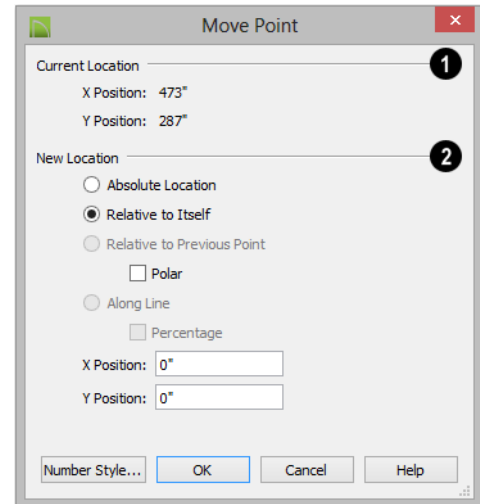 Move Point
Current Location
1
X Position: 473"
Y Position: 287"
New Location
2
Absolute Location
Relative to Itself
Relative to Previous Point
Polar
Along Line
Percentage
X Position: 0"
Y Position: 0"
Number Style... OK Cancel Help